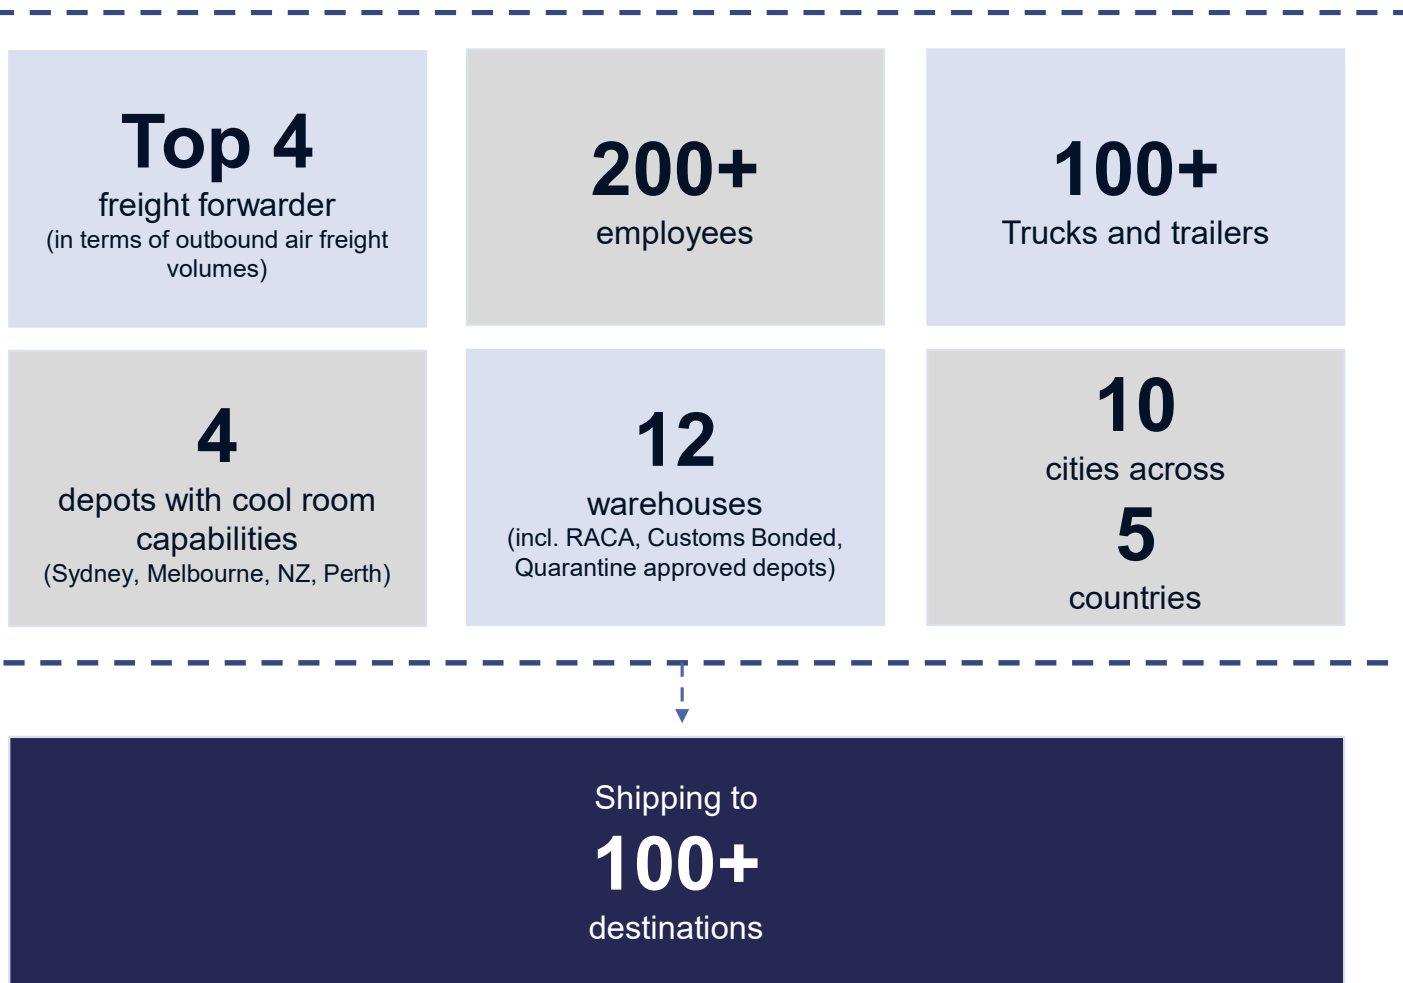 Top 4
freight forwarder
(in terms of outbound air freight
volumes)
200+
employees
100+
Trucks and trailers
4
depots with cool room
capabilities
(Sydney, Melbourne, NZ, Perth)
12
warehouses
(incl. RACA, Customs Bonded,
Quarantine approved depots)
10
cities across
5
countries
Shipping to
100+
destinations